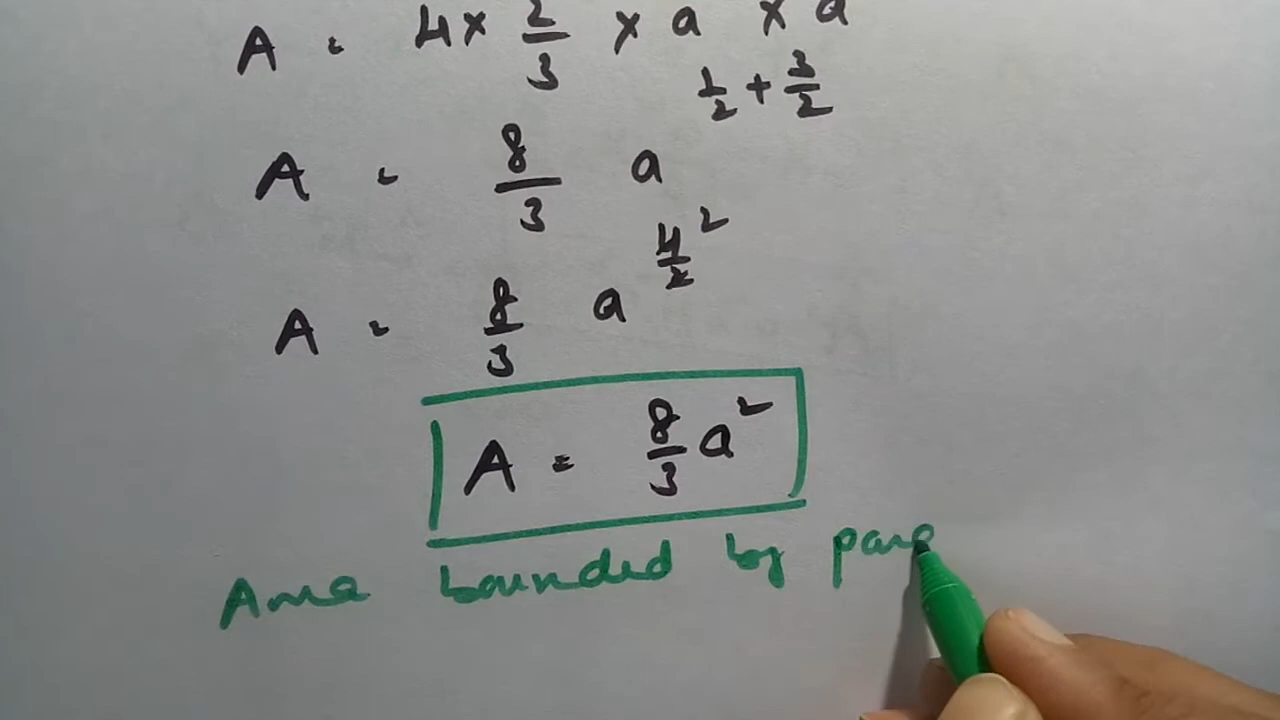 A = 4 × 2/3 × a × a
A = 8/3 a^(1/2 + 3/2)
A = 8/3 a^(4/2) 2
A = 8/3 a²
Area bounded by para